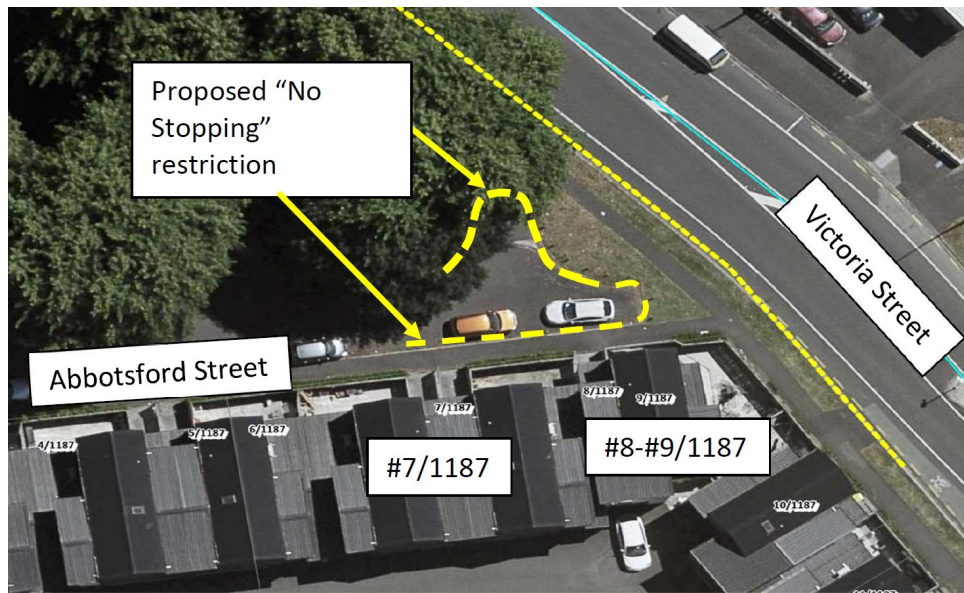 Proposed “No
Stopping”
restriction
Victoria Street
Abbotsford Street
4/1187
5/1187
6/1187
7/1187
8/1187
9/1187
#7/1187
#8-#9/1187
10/1187